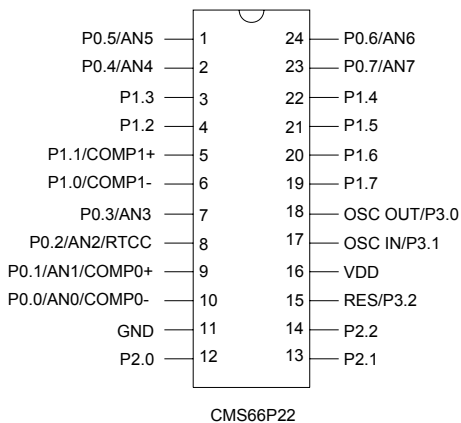 P0.5/AN5 1 24 P0.6/AN6
P0.4/AN4 2 23 P0.7/AN7
P1.3 3 22 P1.4
P1.2 4 21 P1.5
P1.1/COMP1+ 5 20 P1.6
P1.0/COMP1- 6 19 P1.7
P0.3/AN3 7 18 OSC OUT/P3.0
P0.2/AN2/RTCC 8 17 OSC IN/P3.1
P0.1/AN1/COMP0+ 9 16 VDD
P0.0/AN0/COMP0- 10 15 RES/P3.2
GND 11 14 P2.2
P2.0 12 13 P2.1
CMS66P22